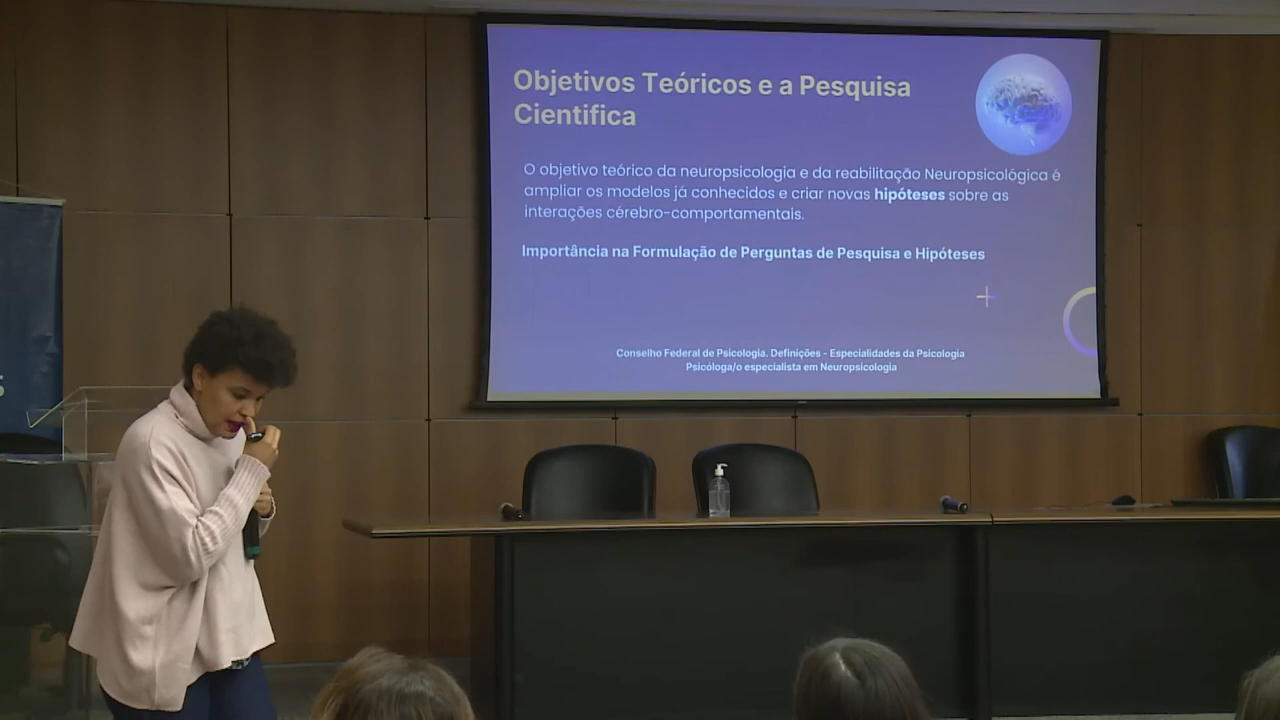 Objetivos Teóricos e a Pesquisa
Cientifica
O objetivo teórico da neuropsicologia e da reabilitação Neuropsicológica é
ampliar os modelos já conhecidos e criar novas hipóteses sobre as
interações cérebro-comportamentais.
Importância na Formulação de Perguntas de Pesquisa e Hipóteses
Conselho Federal de Psicologia. Definições - Especialidades da Psicologia
Psicóloga/o especialista em Neuropsicologia